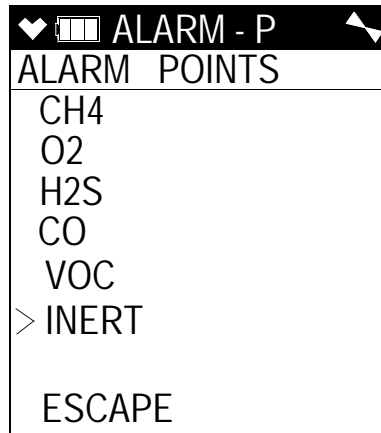 ALARM - P
ALARM POINTS
CH4
O2
H2S
CO
VOC
> INERT
ESCAPE